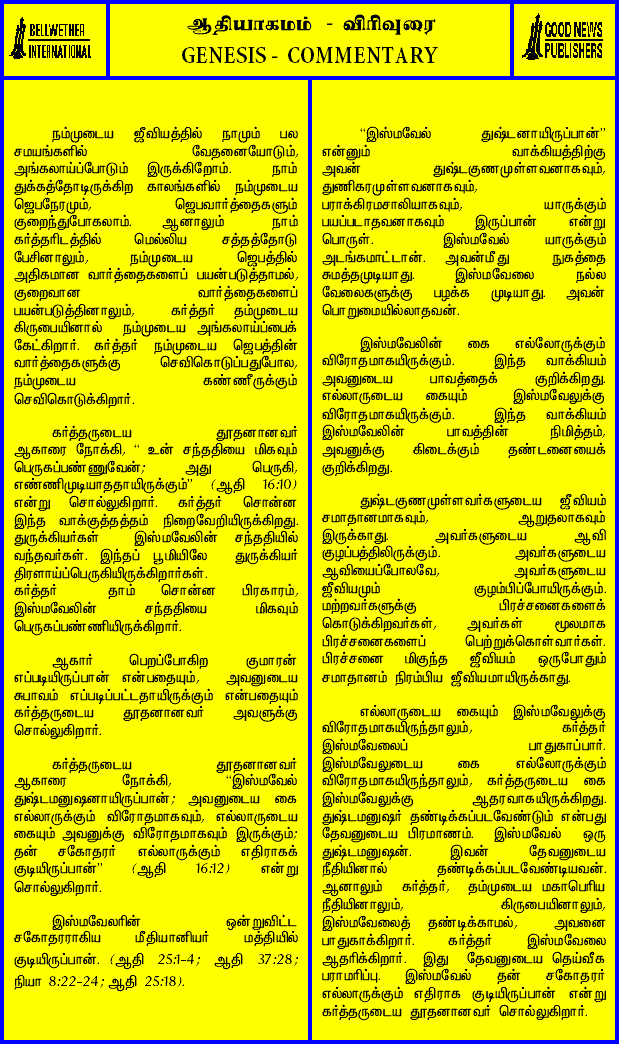 BELLWETHER
INTERNATIONAL
ஆதியாகமம் - விரிவுரை
GENESIS - COMMENTARY
GOOD NEWS
PUBLISHERS
நம்முடைய ஜீவியத்தில் நாமும் பல
சமயங்களில் வேதனையோடும்,
அங்கலாய்ப்போடும் இருக்கிறோம். நாம்
துக்கத்தோடிருக்கிற காலங்களில் நம்முடைய
ஜெபநேரமும், ஜெபவார்த்தைகளும்
குறைந்துபோகலாம். ஆனாலும் நாம்
கர்த்தரிடத்தில் மெல்லிய சத்தத்தோடு
பேசினாலும், நம்முடைய ஜெபத்தில்
அதிகமான வார்த்தைகளைப் பயன்படுத்தாமல்,
குறைவான வார்த்தைகளைப்
பயன்படுத்தினாலும், கர்த்தர் தம்முடைய
கிருபையினால் நம்முடைய அங்கலாய்ப்பைக்
கேட்கிறார். கர்த்தர் நம்முடைய ஜெபத்தின்
வார்த்தைகளுக்கு செவிகொடுப்பதுபோல,
நம்முடைய கண்ணீருக்கும்
செவிகொடுக்கிறார்.
கர்த்தருடைய தூதனானவர்
ஆகாரை நோக்கி, “ உன் சந்ததியை மிகவும்
பெருகப்பண்ணுவேன்; அது பெருகி,
எண்ணிமுடியாததாயிருக்கும்” (ஆதி 16:10)
என்று சொல்லுகிறார். கர்த்தர் சொன்ன
இந்த வாக்குத்தத்தம் நிறைவேறியிருக்கிறது.
துருக்கியர்கள் இஸ்மவேலின் சந்ததியில்
வந்தவர்கள். இந்தப் பூமியிலே துருக்கியர்
திரளாய்ப்பெருகியிருக்கிறார்கள்.
கர்த்தர் தாம் சொன்ன பிரகாரம்,
இஸ்மவேலின் சந்ததியை மிகவும்
பெருகப்பண்ணியிருக்கிறார்.
ஆகார் பெறப்போகிற குமாரன்
எப்படியிருப்பான் என்பதையும், அவனுடைய
சுபாவம் எப்படிப்பட்டதாயிருக்கும் என்பதையும்
கர்த்தருடைய தூதனானவர் அவளுக்கு
சொல்லுகிறார்.
கர்த்தருடைய தூதனானவர்
ஆகாரை நோக்கி, “இஸ்மவேல்
துஷ்டமனுஷனாயிருப்பான்; அவனுடைய கை
எல்லாருக்கும் விரோதமாகவும், எல்லாருடைய
கையும் அவனுக்கு விரோதமாகவும் இருக்கும்;
தன் சகோதரர் எல்லாருக்கும் எதிராகக்
குடியிருப்பான்” (ஆதி 16:12) என்று
சொல்லுகிறார்.
இஸ்மவேலரின் ஒன்றுவிட்ட
சகோதரராகிய மீதியானியர் மத்தியில்
குடியிருப்பான். (ஆதி 25:1-4; ஆதி 37:28;
நியா 8:22-24; ஆதி 25:18).
“இஸ்மவேல் துஷ்டனாயிருப்பான்”
என்னும் வாக்கியத்திற்கு
அவன் துஷ்டகுணமுள்ளவனாகவும்,
துணிகரமுள்ளவனாகவும்,
பராக்கிரமசாலியாகவும், யாருக்கும்
பயப்படாதவனாகவும் இருப்பான் என்று
பொருள். இஸ்மவேல் யாருக்கும்
அடங்கமாட்டான். அவன்மீது நுகத்தை
சுமத்தமுடியாது. இஸ்மவேலை நல்ல
வேலைகளுக்கு பழக்க முடியாது. அவன்
பொறுமையில்லாதவன்.
இஸ்மவேலின் கை எல்லோருக்கும்
விரோதமாகயிருக்கும். இந்த வாக்கியம்
அவனுடைய பாவத்தைக் குறிக்கிறது.
எல்லாருடைய கையும் இஸ்மவேலுக்கு
விரோதமாகயிருக்கும். இந்த வாக்கியம்
இஸ்மவேலின் பாவத்தின் நிமித்தம்,
அவனுக்கு கிடைக்கும் தண்டனையைக்
குறிக்கிறது.
துஷ்டகுணமுள்ளவர்களுடைய ஜீவியம்
சமாதானமாகவும், ஆறுதலாகவும்
இருக்காது. அவர்களுடைய ஆவி
குழப்பத்திலிருக்கும். அவர்களுடைய
ஆவியைப்போலவே, அவர்களுடைய
ஜீவியமும் குழம்பிப்போயிருக்கும்.
மற்றவர்களுக்கு பிரச்சனைகளைக்
கொடுக்கிறவர்கள், அவர்கள் மூலமாக
பிரச்சனைகளைப் பெற்றுக்கொள்வார்கள்.
பிரச்சனை மிகுந்த ஜீவியம் ஒருபோதும்
சமாதானம் நிரம்பிய ஜீவியமாயிருக்காது.
எல்லாருடைய கையும் இஸ்மவேலுக்கு
விரோதமாகயிருந்தாலும், கர்த்தர்
இஸ்மவேலைப் பாதுகாப்பார்.
இஸ்மவேலுடைய கை எல்லோருக்கும்
விரோதமாகயிருந்தாலும், கர்த்தருடைய கை
இஸ்மவேலுக்கு ஆதரவாகயிருக்கிறது.
துஷ்டமனுஷர் தண்டிக்கப்படவேண்டும் என்பது
தேவனுடைய பிரமாணம். இஸ்மவேல் ஒரு
துஷ்டமனுஷன். இவன் தேவனுடைய
நீதியினால் தண்டிக்கப்படவேண்டியவன்.
ஆனாலும் கர்த்தர், தம்முடைய மகாபெரிய
நீதியினாலும், கிருபையினாலும்,
இஸ்மவேலைத் தண்டிக்காமல், அவனை
பாதுகாக்கிறார். கர்த்தர் இஸ்மவேலை
ஆதரிக்கிறார். இது தேவனுடைய தெய்வீக
பராமரிப்பு. இஸ்மவேல் தன் சகோதரர்
எல்லாருக்கும் எதிராக குடியிருப்பான் என்று
கர்த்தருடைய தூதனானவர் சொல்லுகிறார்.